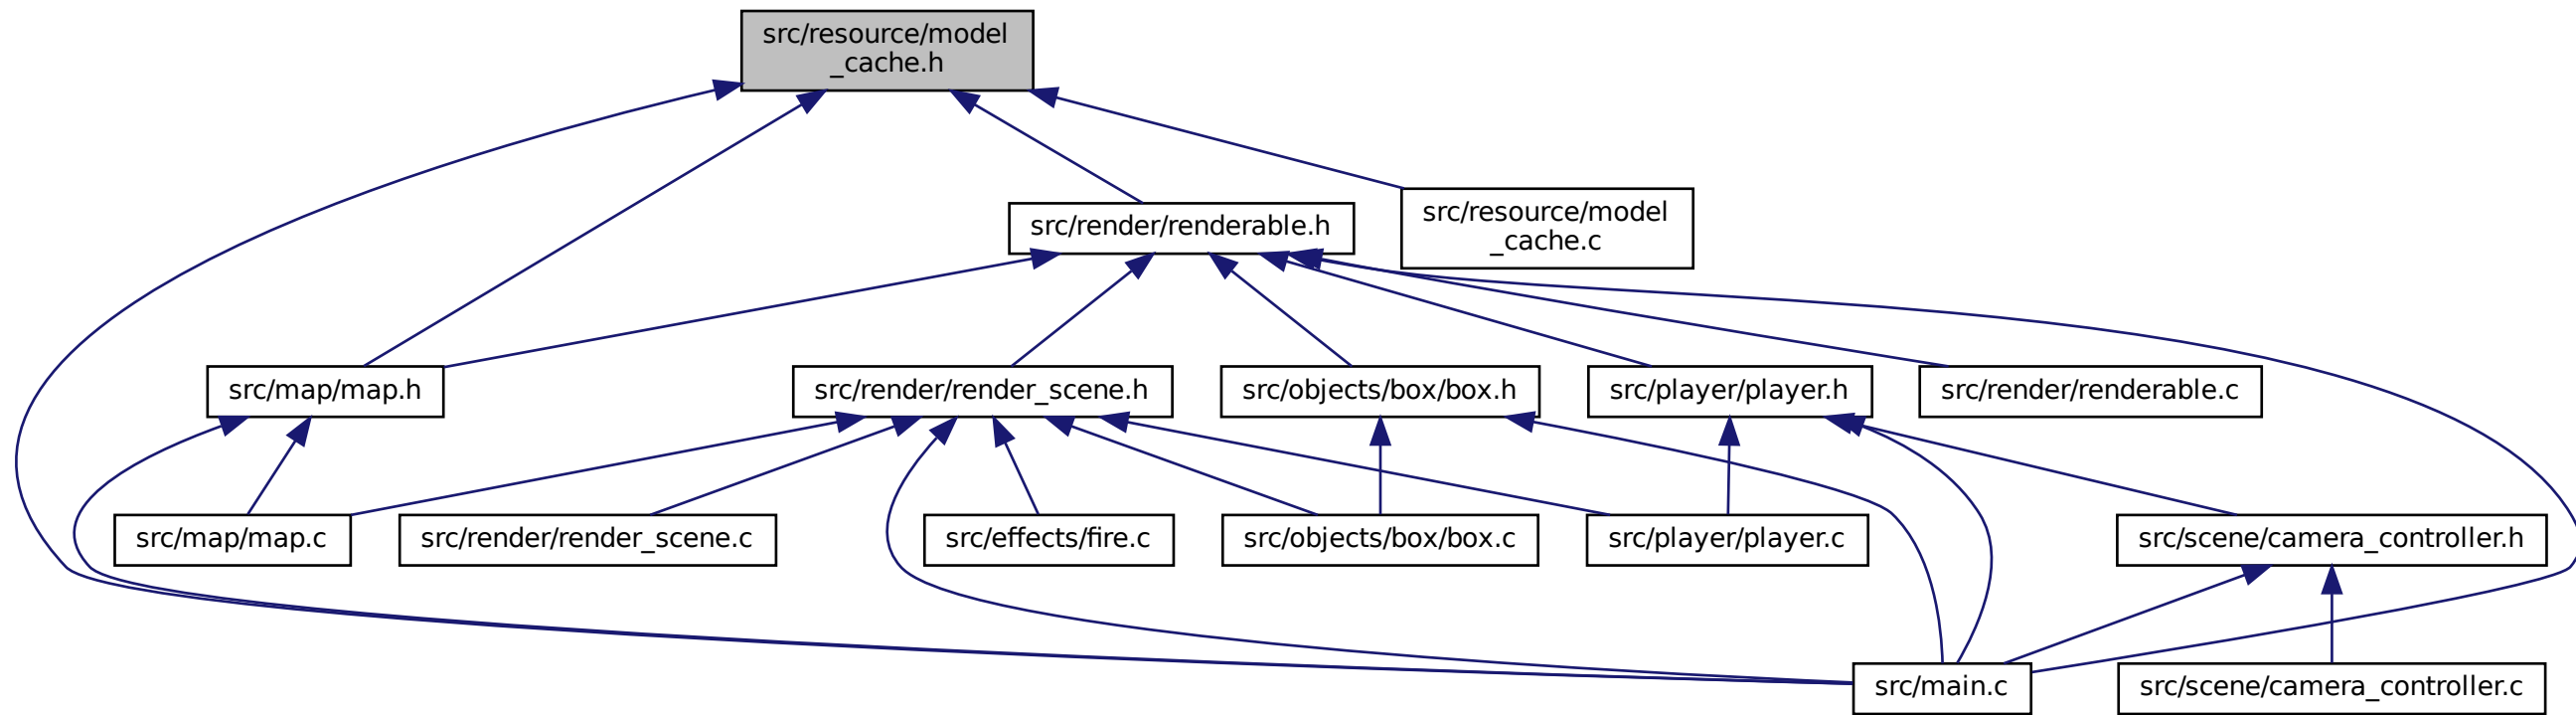 src/resource/model
_cache.h
src/render/renderable.h
src/resource/model
_cache.c
src/map/map.h
src/render/render_scene.h
src/objects/box/box.h
src/player/player.h
src/render/renderable.c
src/map/map.c
src/render/render_scene.c
src/effects/fire.c
src/objects/box/box.c
src/player/player.c
src/scene/camera_controller.h
src/main.c
src/scene/camera_controller.c